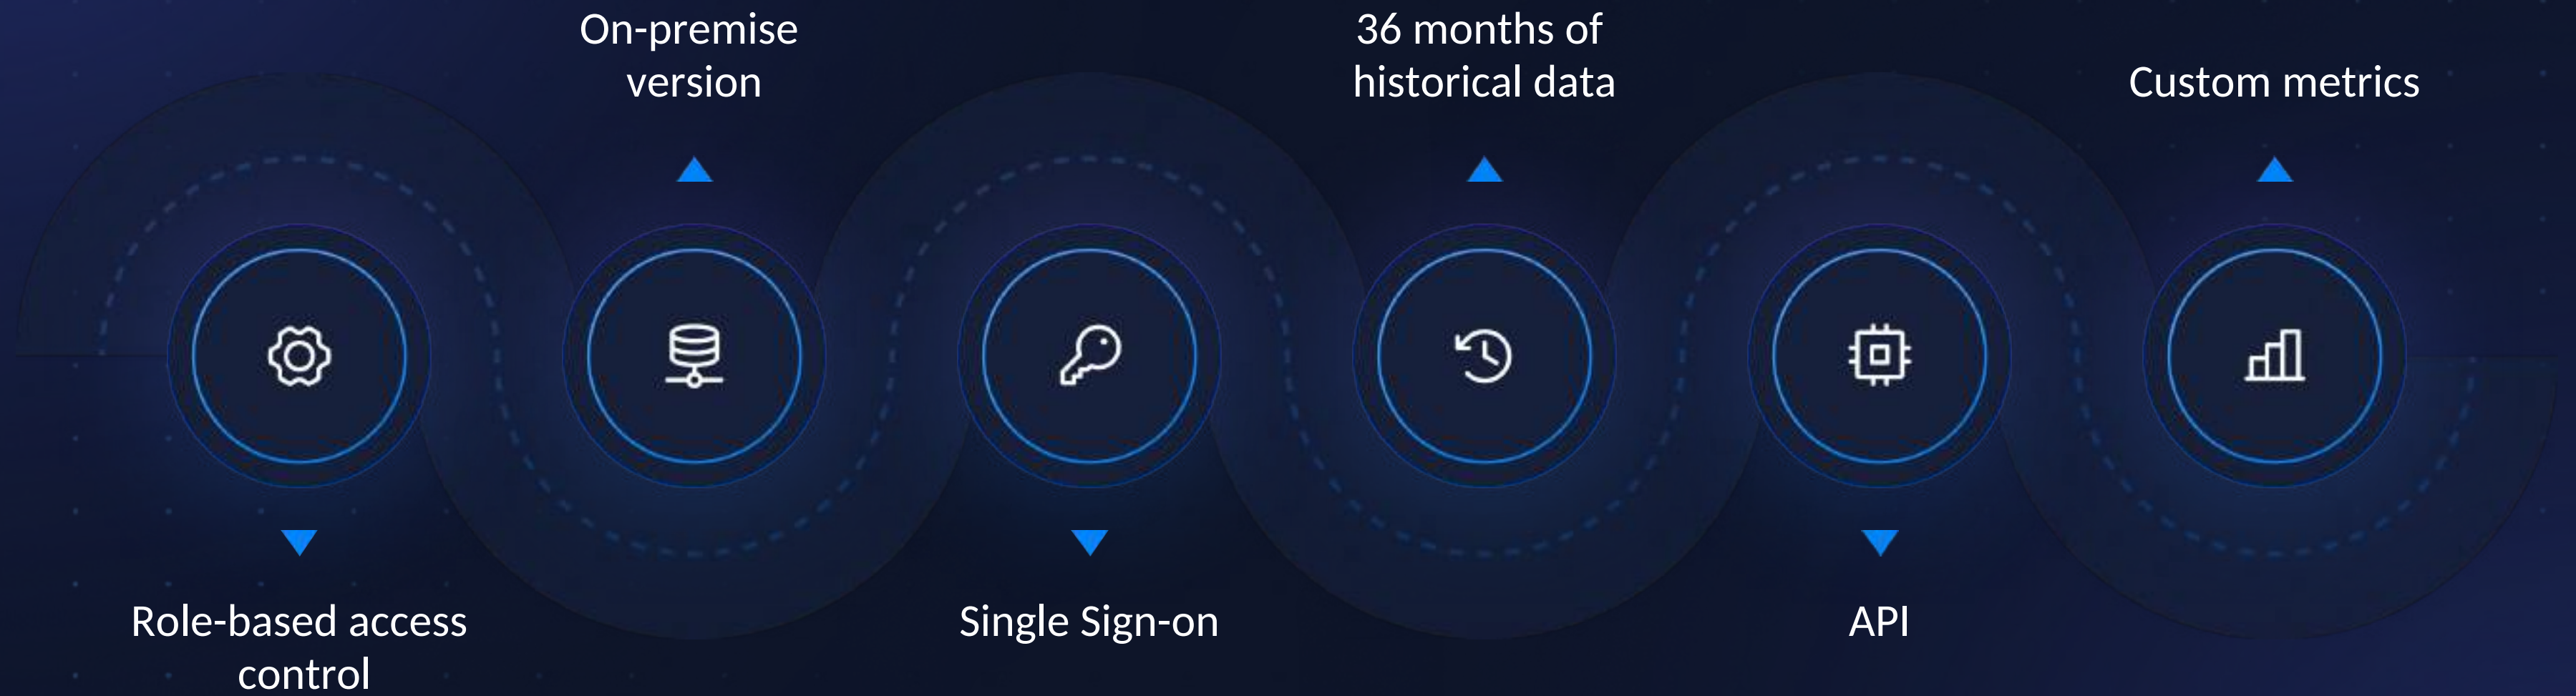 On-premise
version
36 months of
historical data
Custom metrics
Role-based access
control
Single Sign-on
API